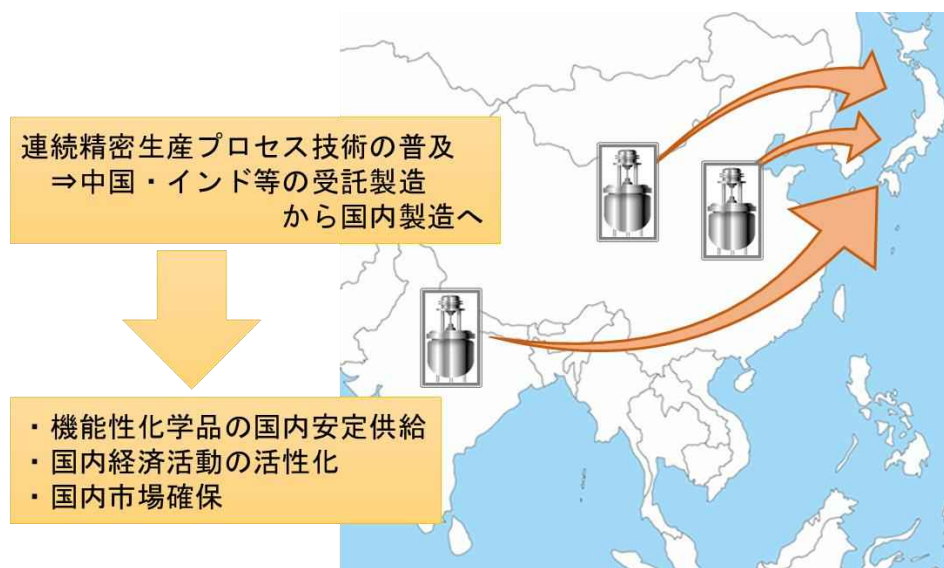 連続精密生産プロセス技術の普及
⇒中国・インド等の受託製造
から国内製造へ
・機能性化学品の国内安定供給
・国内経済活動の活性化
・国内市場確保